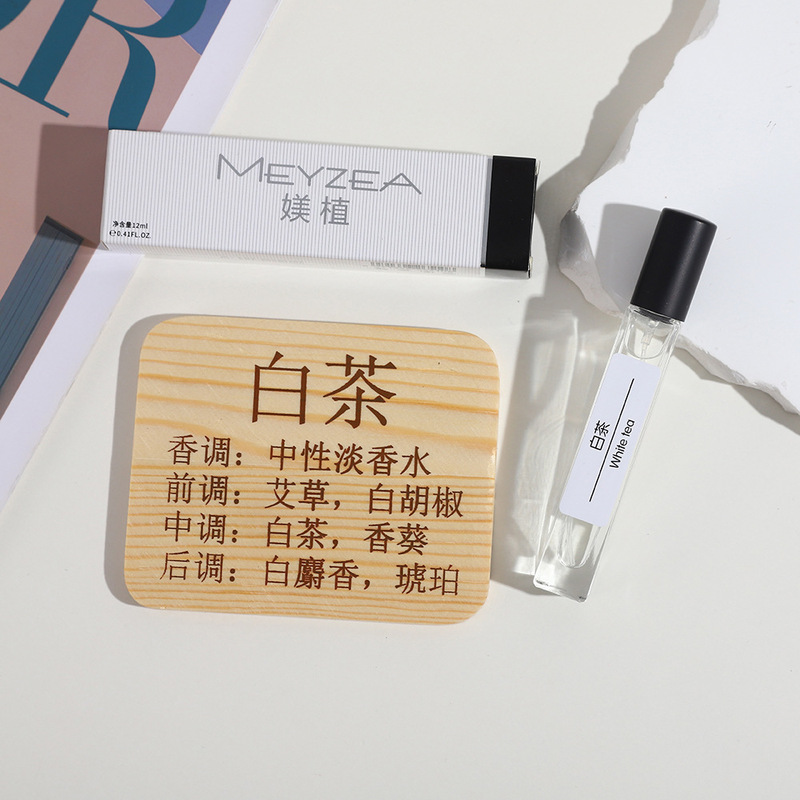 OR
MEYZEA
媄植
净含量12ml
℮0.41FL.OZ.
白茶
香调：中性淡香水
前调：艾草，白胡椒
中调：白茶，香葵
后调：白麝香，琥珀
白茶
White tea